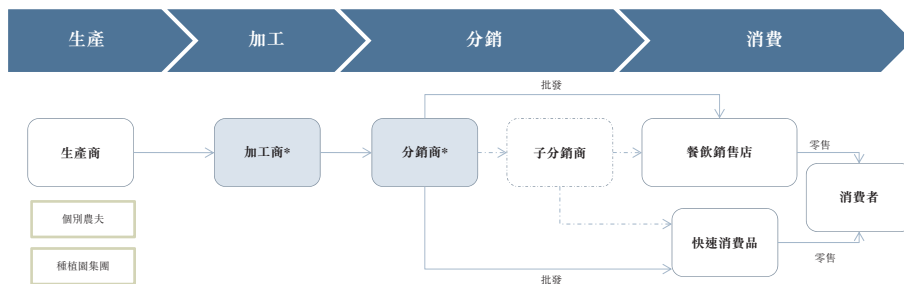 生產
加工
分銷
消費
批發
生產商
加工商*
分銷商*
子分銷商
餐飲銷售店
零售
消費者
個別農夫
快速消費品
種植園集團
批發
零售